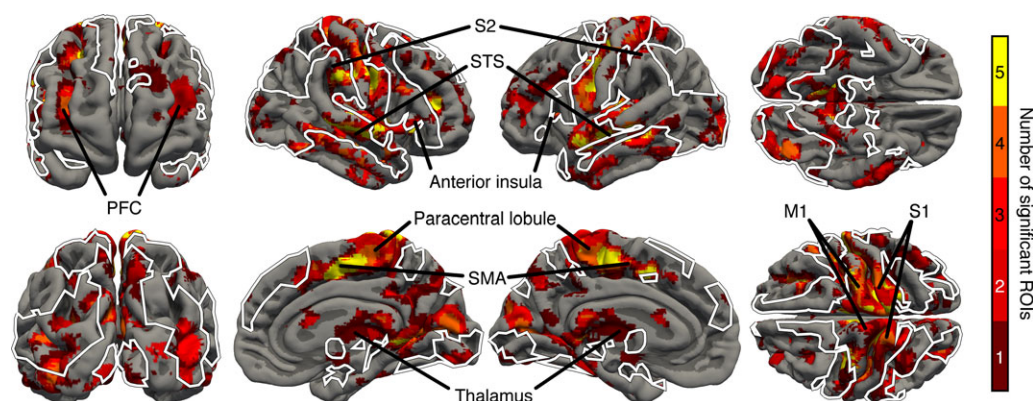 S2
STS
Anterior insula
PFC
Paracentral lobule
SMA
Thalamus
M1
S1
5
4
3
2
1
Number of significant ROIs